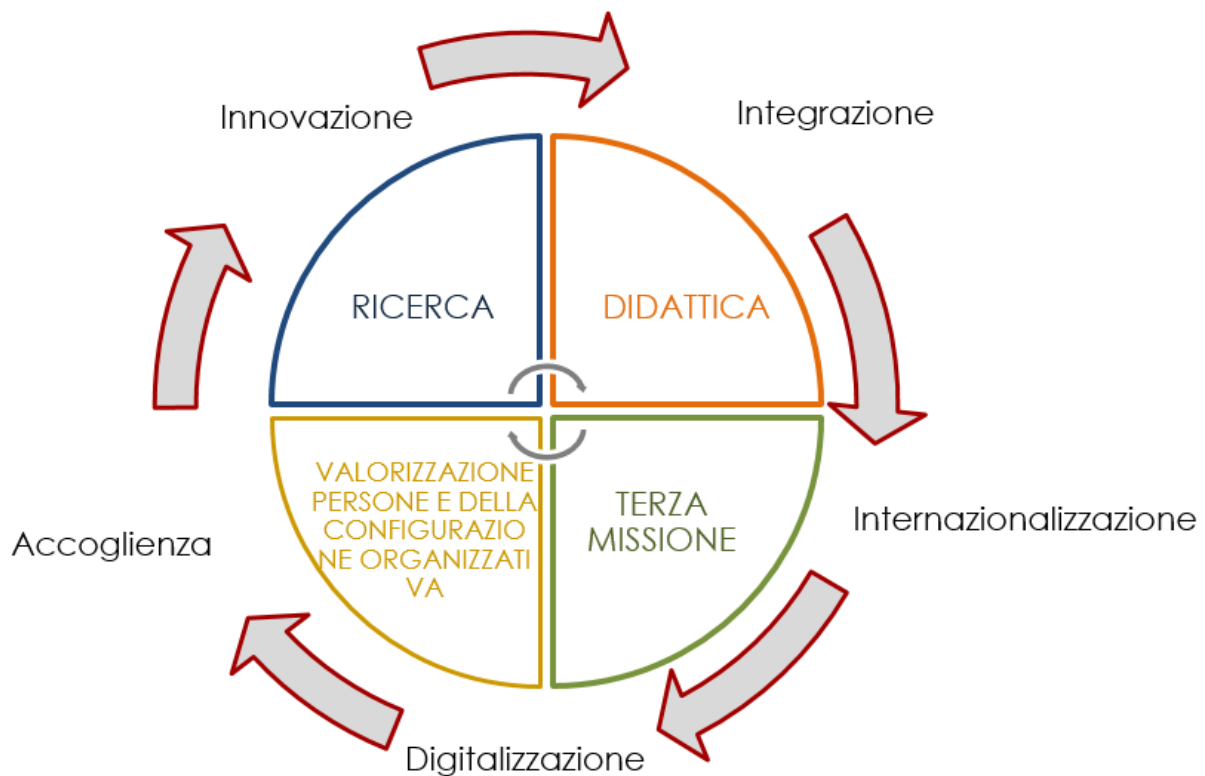 Innovazione
Integrazione
RICERCA
DIDATTICA
VALORIZZAZIONE
PERSONE E DELLA
CONFIGURAZIO
NE ORGANIZZATI
VA
TERZA
MISSIONE
Internazionalizzazione
Accoglienza
Digitalizzazione